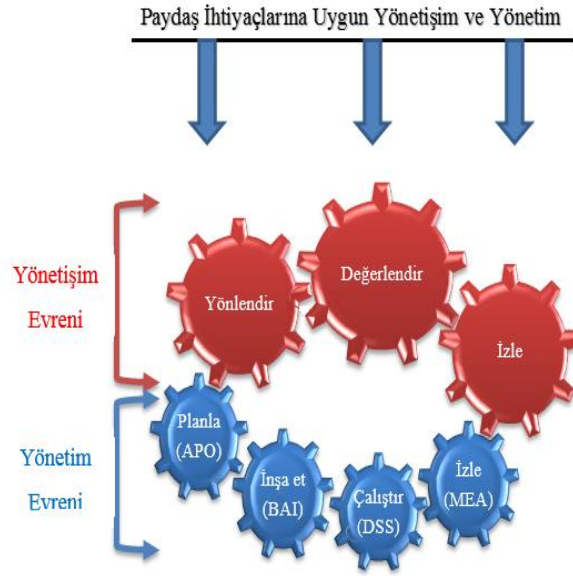 Paydaş İhtiyaçlarına Uygun Yönetişim ve Yönetim
Yönetişim
Evreni
Yönlendir
Değerlendir
İzle
Yönetim
Evreni
Planla
(APO)
İnşa et
(BAI)
Çalıştır
(DSS)
İzle
(MEA)